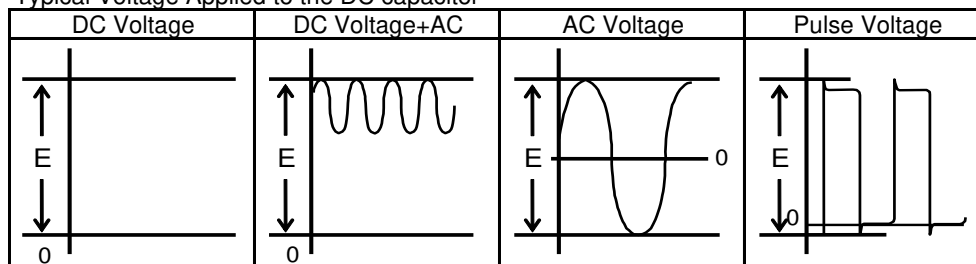 Typical Voltage Applied to the DC capacitor
DC Voltage
DC Voltage+AC
AC Voltage
Pulse Voltage
E
0
E
0
E
0
E
0